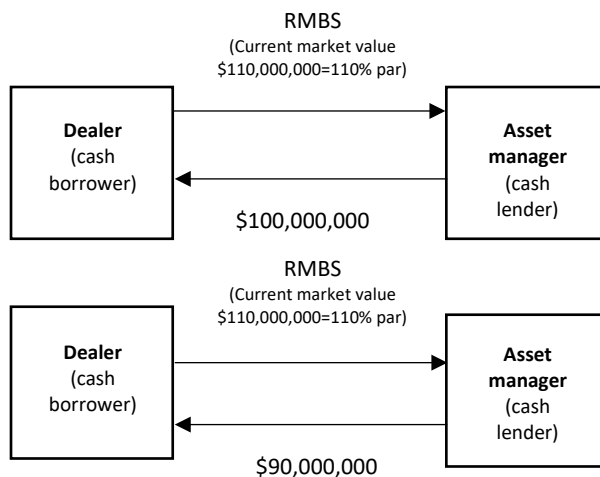 RMBS
(Current market value
$110,000,000=110% par)
Dealer
(cash
borrower)
Asset
manager
(cash
lender)
$100,000,000
RMBS
(Current market value
$110,000,000=110% par)
Dealer
(cash
borrower)
Asset
manager
(cash
lender)
$90,000,000